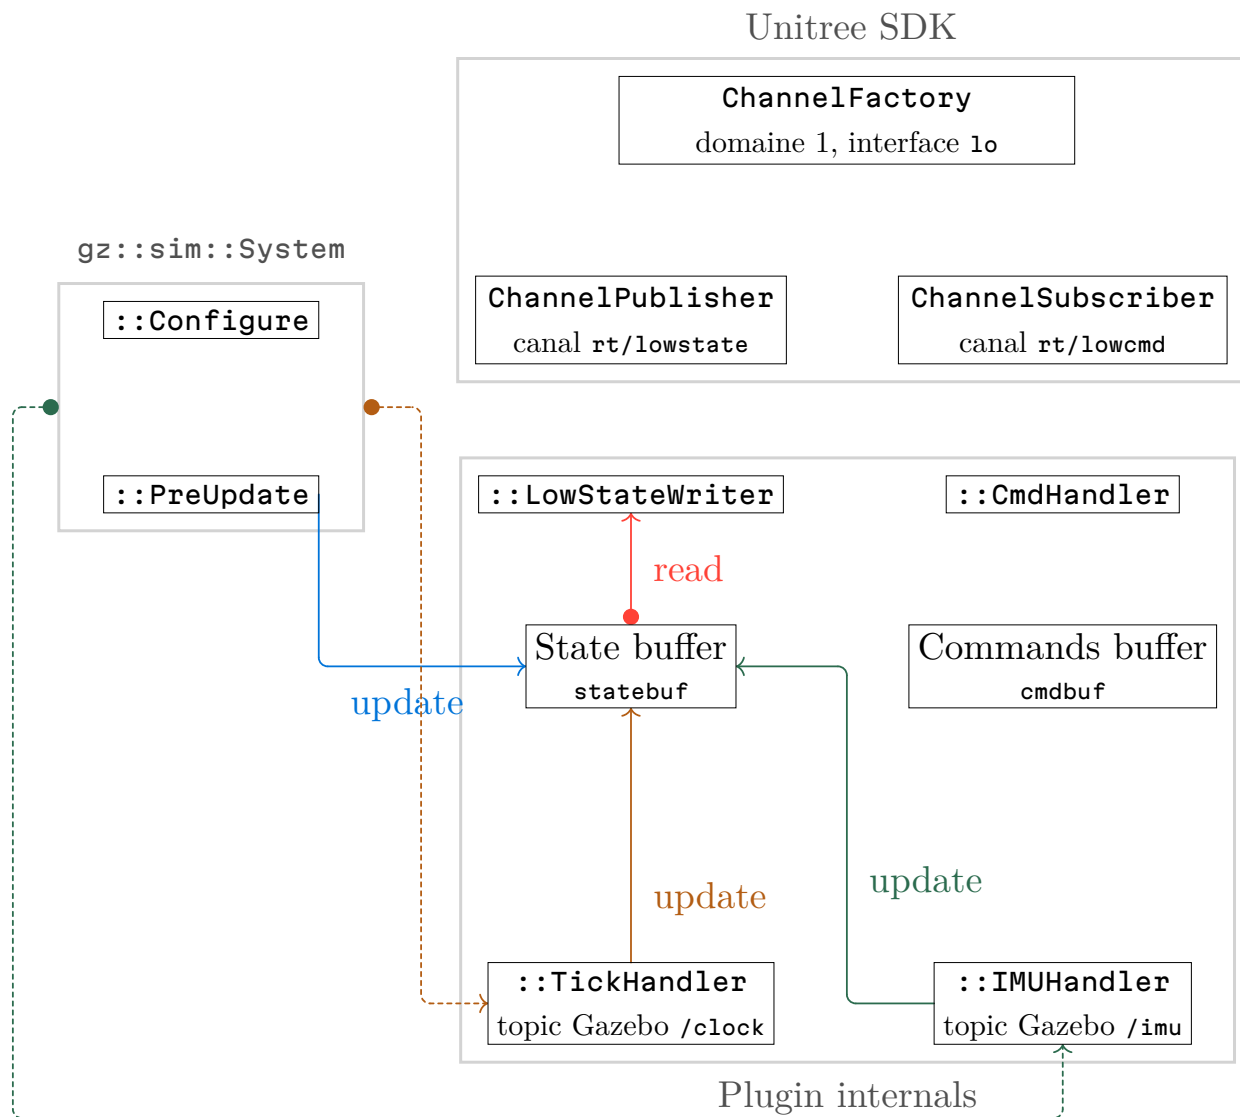 Unitree SDK
ChannelFactory
domaine 1, interface lo
gz::sim::System
::Configure
ChannelPublisher
canal rt/lowstate
ChannelSubscriber
canal rt/lowcmd
::PreUpdate
::LowStateWriter
::CmdHandler
read
State buffer
statebuf
Commands buffer
cmdbuf
update
update
update
::TickHandler
topic Gazebo /clock
::IMUHandler
topic Gazebo /imu
Plugin internals